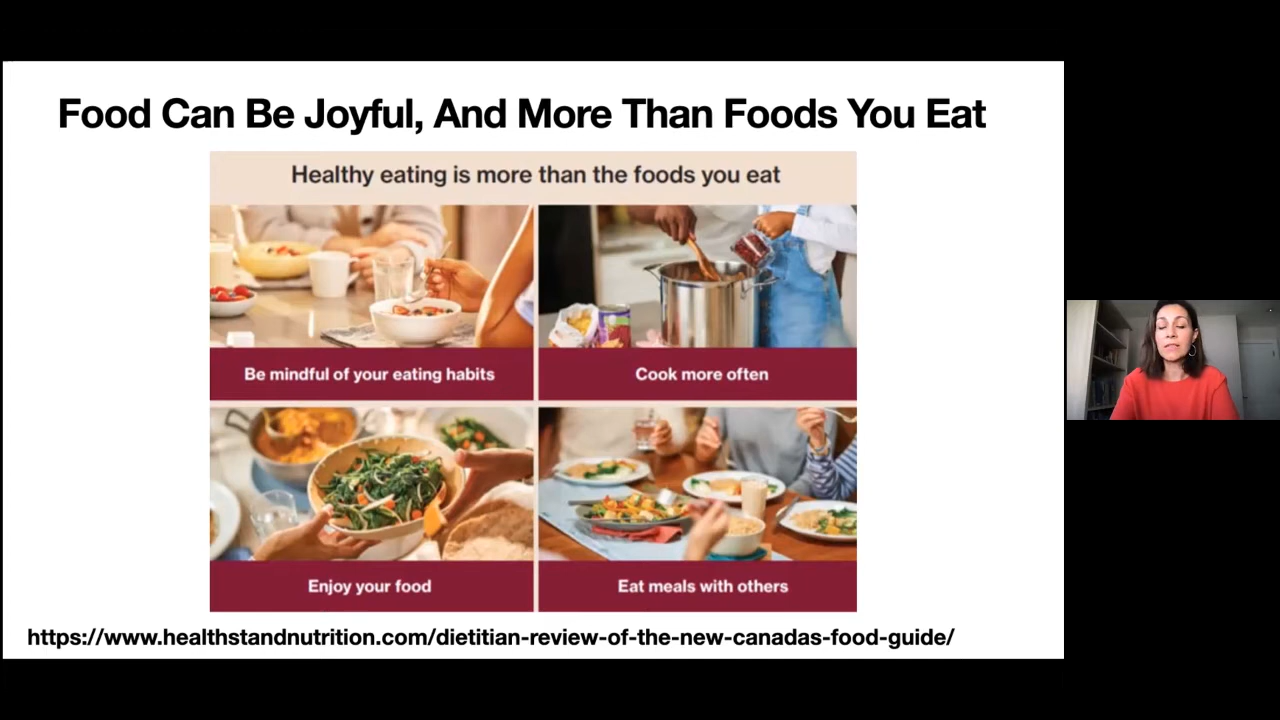 Food Can Be Joyful, And More Than Foods You Eat
Healthy eating is more than the foods you eat
Be mindful of your eating habits
Cook more often
Enjoy your food
Eat meals with others
https://www.healthstandnutrition.com/dietitian-review-of-the-new-canadas-food-guide/